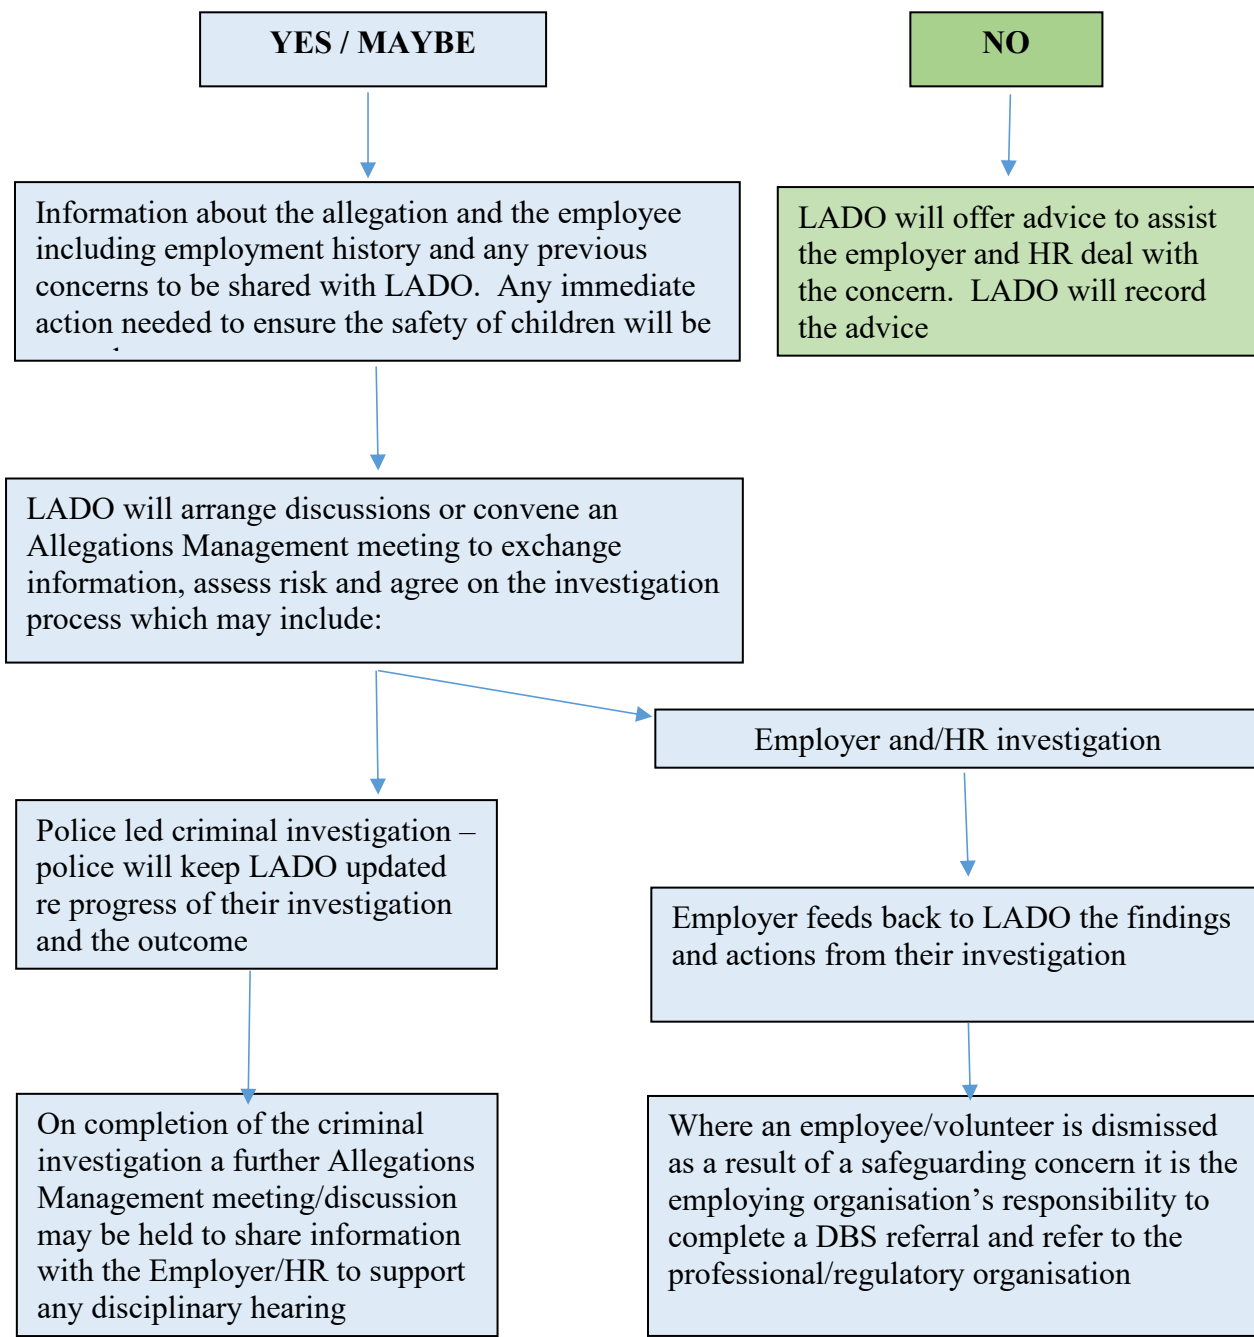 YES / MAYBE
NO
Information about the allegation and the employee
including employment history and any previous
concerns to be shared with LADO.  Any immediate
action needed to ensure the safety of children will be
LADO will offer advice to assist
the employer and HR deal with
the concern.  LADO will record
the advice
LADO will arrange discussions or convene an
Allegations Management meeting to exchange
information, assess risk and agree on the investigation
process which may include:
Employer and/HR investigation
Police led criminal investigation –
police will keep LADO updated
re progress of their investigation
and the outcome
Employer feeds back to LADO the findings
and actions from their investigation
On completion of the criminal
investigation a further Allegations
Management meeting/discussion
may be held to share information
with the Employer/HR to support
any disciplinary hearing
Where an employee/volunteer is dismissed
as a result of a safeguarding concern it is the
employing organisation’s responsibility to
complete a DBS referral and refer to the
professional/regulatory organisation